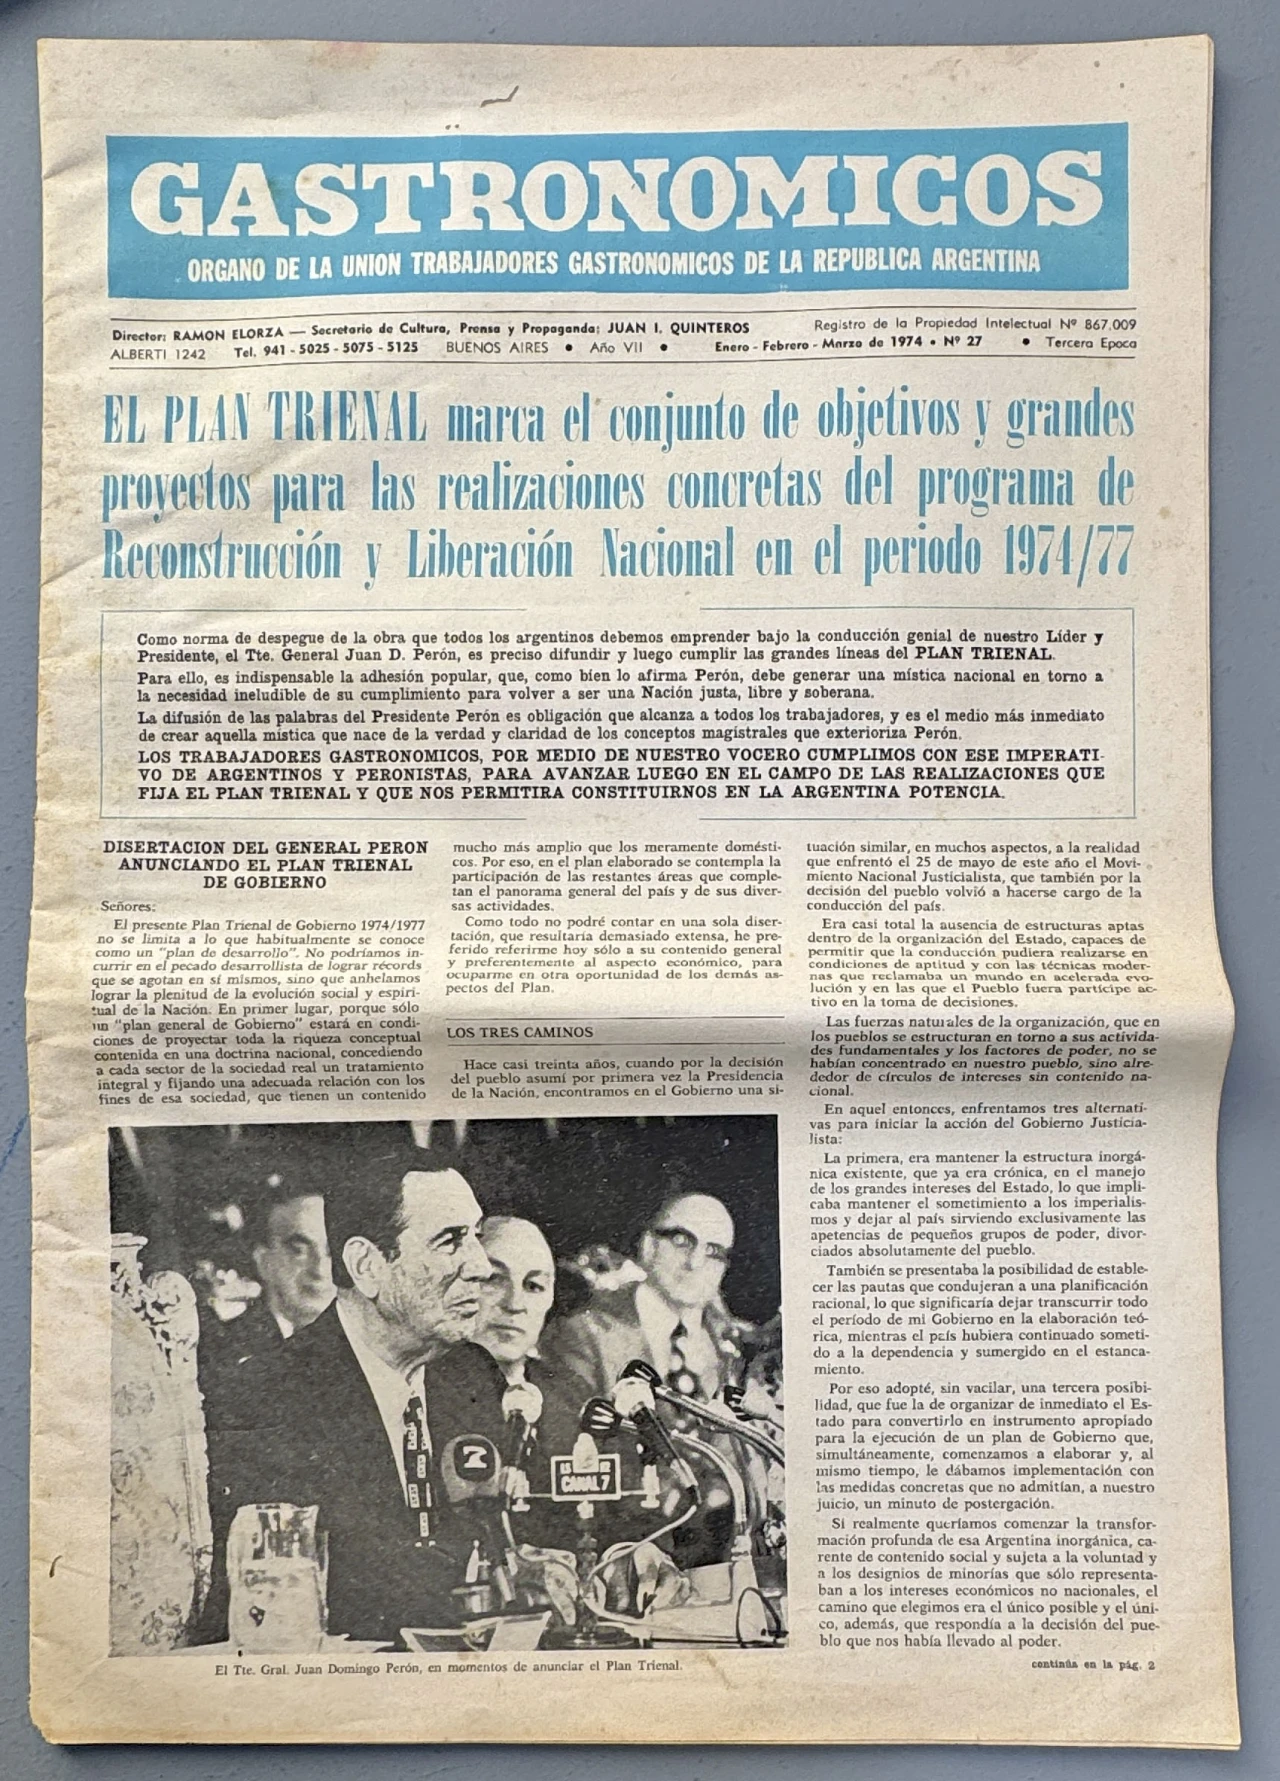 GASTRONOMICOS
ORGANO DE LA UNION TRABAJADORES GASTRONOMICOS DE LA REPUBLICA ARGENTINA
Director: RAMON ELORZA — Secretario de Cultura, Prensa y Propaganda: JUAN I. QUINTEROS Registro de la Propiedad Intelectual Nº 867.009
ALBERTI 1242 Tel. 941 - 5025 - 5075 - 5125 BUENOS AIRES • Año VII • Enero - Febrero - Marzo de 1974 • Nº 27 • Tercera Epoca
EL PLAN TRIENAL marca el conjunto de objetivos y grandes
proyectos para las realizaciones concretas del programa de
Reconstrucción y Liberación Nacional en el periodo 1974/77
Como norma de despegue de la obra que todos los argentinos debemos emprender bajo la conducción genial de nuestro Líder y
Presidente, el Tte. General Juan D. Perón, es preciso difundir y luego cumplir las grandes líneas del PLAN TRIENAL.
Para ello, es indispensable la adhesión popular, que, como bien lo afirma Perón, debe generar una mística nacional en torno a
la necesidad ineludible de su cumplimiento para volver a ser una Nación justa, libre y soberana.
La difusión de las palabras del Presidente Perón es obligación que alcanza a todos los trabajadores, y es el medio más inmediato
de crear aquella mística que nace de la verdad y claridad de los conceptos magistrales que exterioriza Perón.
LOS TRABAJADORES GASTRONOMICOS, POR MEDIO DE NUESTRO VOCERO CUMPLIMOS CON ESE IMPERATI-
VO DE ARGENTINOS Y PERONISTAS, PARA AVANZAR LUEGO EN EL CAMPO DE LAS REALIZACIONES QUE
FIJA EL PLAN TRIENAL Y QUE NOS PERMITIRA CONSTITUIRNOS EN LA ARGENTINA POTENCIA.
DISERTACION DEL GENERAL PERON
ANUNCIANDO EL PLAN TRIENAL
DE GOBIERNO
Señores:
El presente Plan Trienal de Gobierno 1974/1977
no se limita a lo que habitualmente se conoce
como un "plan de desarrollo". No podríamos in-
currir en el pecado desarrollista de lograr récords
que se agotan en sí mismos, sino que anhelamos
lograr la plenitud de la evolución social y espiri-
tual de la Nación. En primer lugar, porque sólo
un "plan general de Gobierno" estará en condi-
ciones de proyectar toda la riqueza conceptual
contenida en una doctrina nacional, concediendo
a cada sector de la sociedad real un tratamiento
integral y fijando una adecuada relación con los
fines de esa sociedad, que tienen un contenido
mucho más amplio que los meramente domésti-
cos. Por eso, en el plan elaborado se contempla la
participación de las restantes áreas que comple-
tan el panorama general del país y de sus diver-
sas actividades.
Como todo no podré contar en una sola diser-
tación, que resultaría demasiado extensa, he pre-
ferido referirme hoy sólo a su contenido general
y preferentemente al aspecto económico, para
ocuparme en otra oportunidad de los demás as-
pectos del Plan.
LOS TRES CAMINOS
Hace casi treinta años, cuando por la decisión
del pueblo asumí por primera vez la Presidencia
de la Nación, encontramos en el Gobierno una si-
tuación similar, en muchos aspectos, a la realidad
que enfrentó el 25 de mayo de este año el Movi-
miento Nacional Justicialista, que también por la
decisión del pueblo volvió a hacerse cargo de la
conducción del país.
Era casi total la ausencia de estructuras aptas
dentro de la organización del Estado, capaces de
permitir que la conducción pudiera realizarse en
condiciones de aptitud y con las técnicas moder-
nas que reclamaba un mundo en acelerada evo-
lución y en las que el Pueblo fuera partícipe ac-
tivo en la toma de decisiones.
Las fuerzas naturales de la organización, que en
los pueblos se estructuran en torno a sus activida-
des fundamentales y los factores de poder, no se
habían concentrado en nuestro pueblo, sino alre-
dedor de círculos de intereses sin contenido na-
cional.
En aquel entonces, enfrentamos tres alternati-
vas para iniciar la acción del Gobierno Justicia-
lista:
La primera, era mantener la estructura inorgá-
nica existente, que ya era crónica, en el manejo
de los grandes intereses del Estado, lo que impli-
caba mantener el sometimiento a los imperialis-
mos y dejar al país sirviendo exclusivamente las
apetencias de pequeños grupos de poder, divor-
ciados absolutamente del pueblo.
También se presentaba la posibilidad de estable-
cer las pautas que condujeran a una planificación
racional, lo que significaría dejar transcurrir todo
el período de mi Gobierno en la elaboración teó-
rica, mientras el país hubiera continuado someti-
do a la dependencia y sumergido en el estanca-
miento.
Por eso adopté, sin vacilar, una tercera posibi-
lidad, que fue la de organizar de inmediato el Es-
tado para convertirlo en instrumento apropiado
para la ejecución de un plan de Gobierno que,
simultáneamente, comenzamos a elaborar y, al
mismo tiempo, le dábamos implementación con
las medidas concretas que no admitían, a nuestro
juicio, un minuto de postergación.
Si realmente queríamos comenzar la transfor-
mación profunda de esa Argentina inorgánica, ca-
rente de contenido social y sujeta a la voluntad y
a los designios de minorías que sólo representa-
ban a los intereses económicos no nacionales, el
camino que elegimos era el único posible y el úni-
co, además, que respondía a la decisión del pue-
blo que nos había llevado al poder.
continúa en la pág. 2
7
CANAL 7
El Tte. Gral. Juan Domingo Perón, en momentos de anunciar el Plan Trienal.